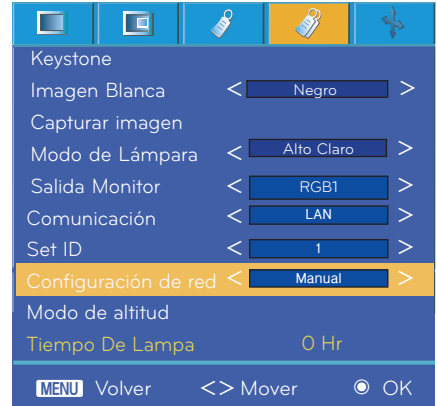 Keystone
Imagen Blanca < Negro >
Capturar imagen
Modo de Lámpara < Alto Claro >
Salida Monitor < RGB1 >
Comunicación < LAN >
Set ID < 1 >
Configuración de red < Manual >
Modo de altitud
Tiempo De Lampa 0 Hr
MENU Volver <> Mover ◉ OK